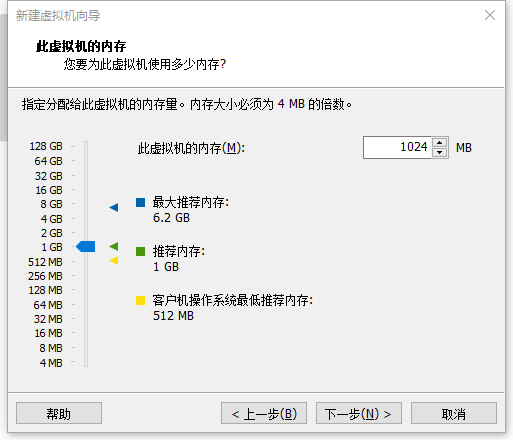 新建虚拟机向导
此虚拟机的内存
您要为此虚拟机使用多少内存?
指定分配给此虚拟机的内存量。内存大小必须为 4 MB 的倍数。
128 GB
64 GB
32 GB
16 GB
8 GB
4 GB
2 GB
1 GB
512 MB
256 MB
128 MB
64 MB
32 MB
16 MB
8 MB
4 MB
此虚拟机的内存(M): 1024 MB
最大推荐内存:
6.2 GB
推荐内存:
1 GB
客户机操作系统最低推荐内存:
512 MB
帮助 < 上一步(B) 下一步(N) > 取消